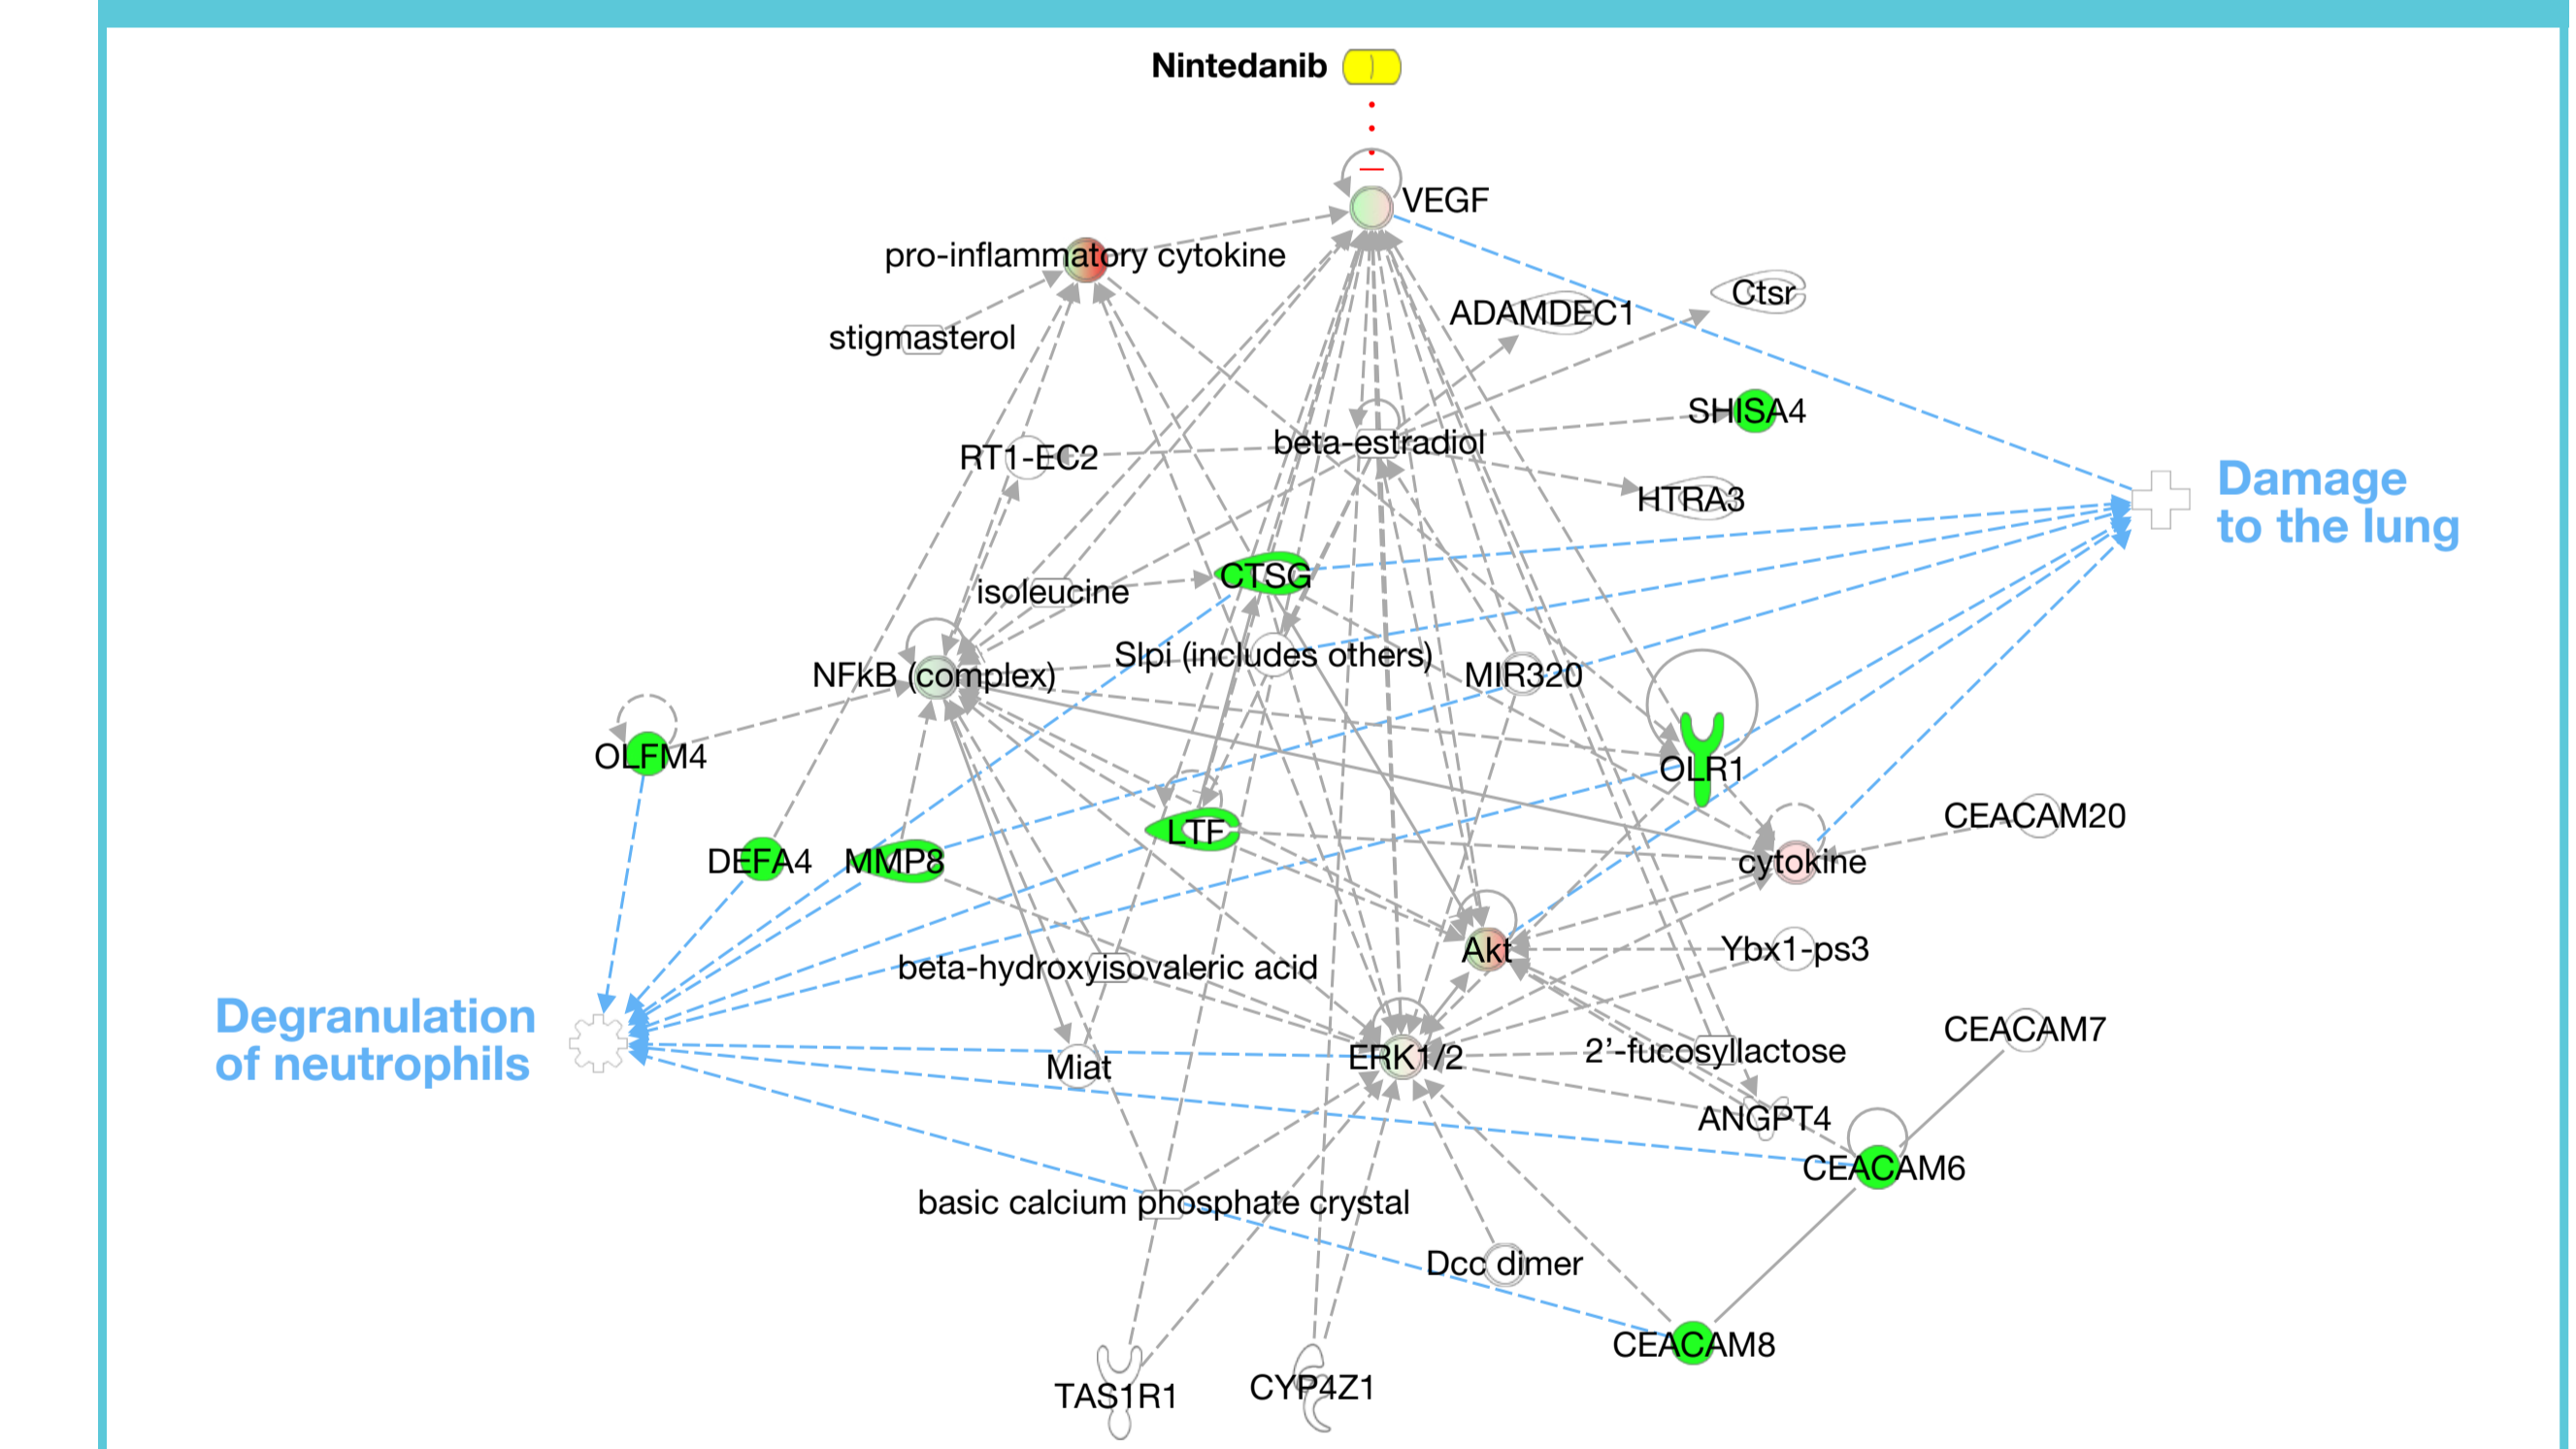 Nintedanib
VEGF
pro-inflammatory cytokine
Ctsr
ADAMDEC1
stigmasterol
SHISA4
beta-estradiol
RT1-EC2
HTRA3
Damage
to the lung
CTSG
isoleucine
Slpi (includes others)
NFkB (complex)
MIR320
OLFM4
OLR1
CEACAM20
LTF
DEFA4
MMP8
cytokine
Akt
Ybx1-ps3
beta-hydroxyisovaleric acid
Degranulation
of neutrophils
CEACAM7
2’-fucosyllactose
ERK1/2
Miat
ANGPT4
CEACAM6
basic calcium phosphate crystal
Dcc dimer
CEACAM8
CYP4Z1
TAS1R1